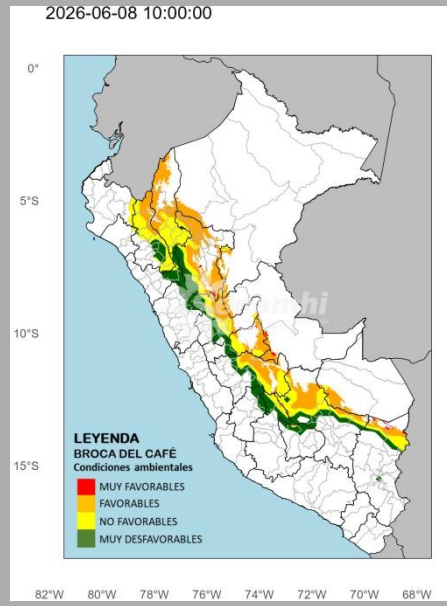 2026-06-08 10:00:00
0°
5°S
10°S
15°S
senamhi
LEYENDA
BROCA DEL CAFÉ
Condiciones ambientales
MUY FAVORABLES
FAVORABLES
NO FAVORABLES
MUY DESFAVORABLES
82°W 80°W 78°W 76°W 74°W 72°W 70°W 68°W